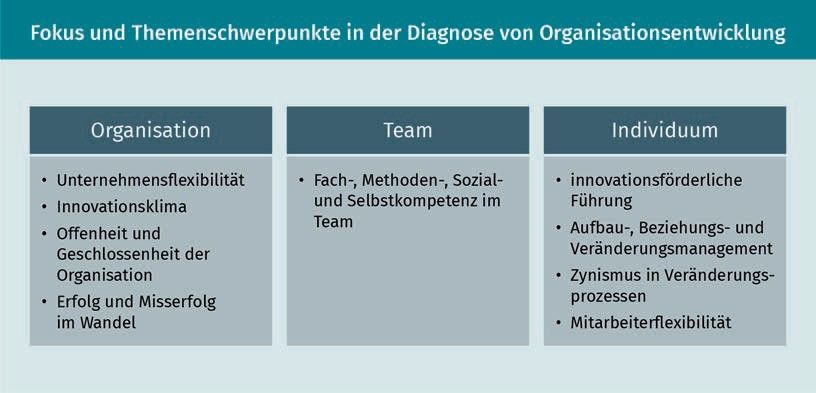 Fokus und Themenschwerpunkte in der Diagnose von Organisationsentwicklung
Organisation
• Unternehmensflexibilität
• Innovationsklima
• Offenheit und
Geschlossenheit der
Organisation
• Erfolg und Misserfolg
im Wandel
Team
• Fach-, Methoden-, Sozial-
und Selbstkompetenz im
Team
Individuum
• innovationsförderliche
Führung
• Aufbau-, Beziehungs- und
Veränderungsmanagement
• Zynismus in Veränderungs-
prozessen
• Mitarbeiterflexibilität